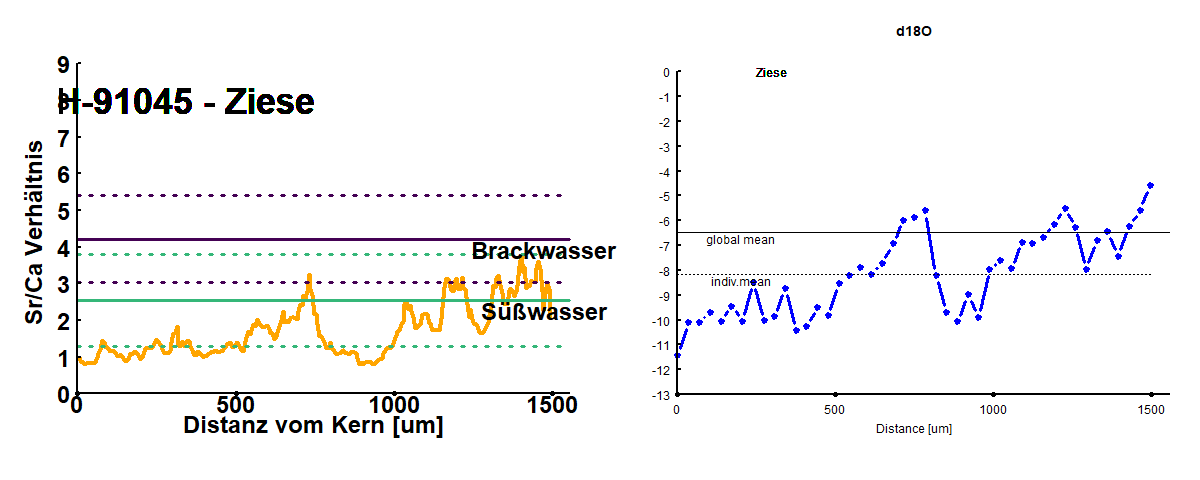 H-91045 - Ziese
9
8
7
6
5
4
3
2
1
0
Sr/Ca Verhältnis
Brackwasser
Süßwasser
0 500 1000 1500
Distanz vom Kern [um]
d18O
Ziese
0
-1
-2
-3
-4
-5
-6
-7
-8
-9
-10
-11
-12
-13
global mean
indiv.mean
0 500 1000 1500
Distance [um]